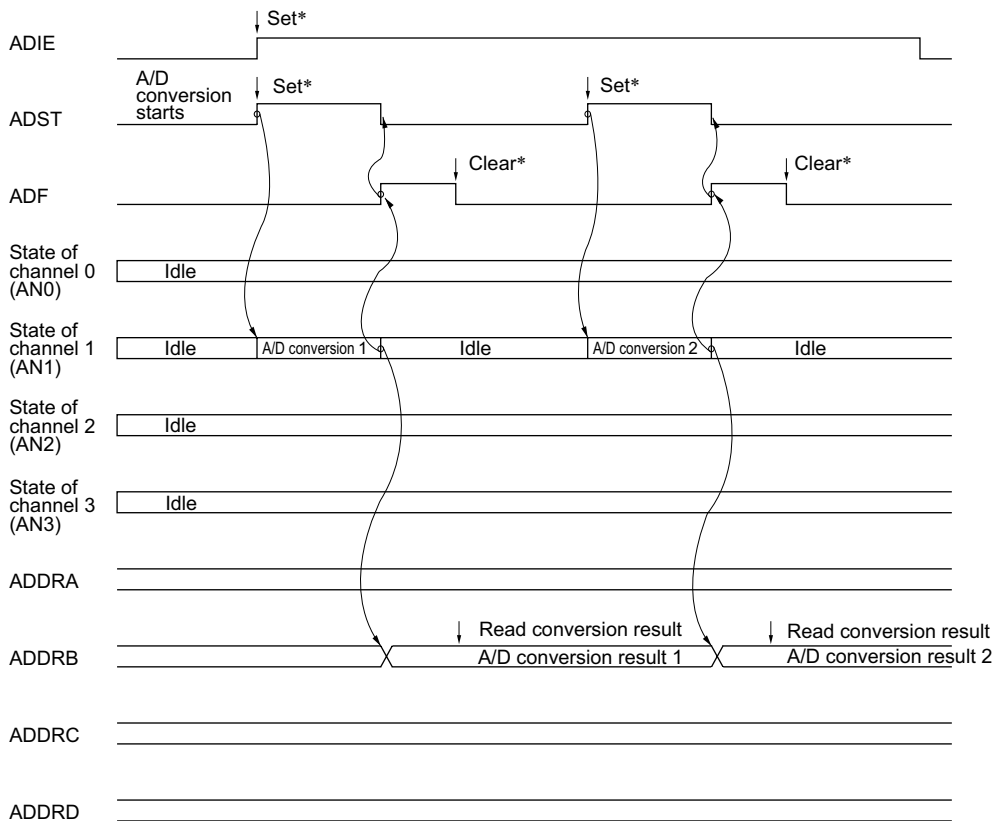 Set*
ADIE
A/D
conversion
starts
Set*
Set*
ADST
Clear*
Clear*
ADF
State of
channel 0
(AN0)
Idle
State of
channel 1
(AN1)
Idle
A/D conversion 1
Idle
A/D conversion 2
Idle
State of
channel 2
(AN2)
Idle
State of
channel 3
(AN3)
Idle
ADDRA
Read conversion result
Read conversion result
ADDRB
A/D conversion result 1
A/D conversion result 2
ADDRC
ADDRD